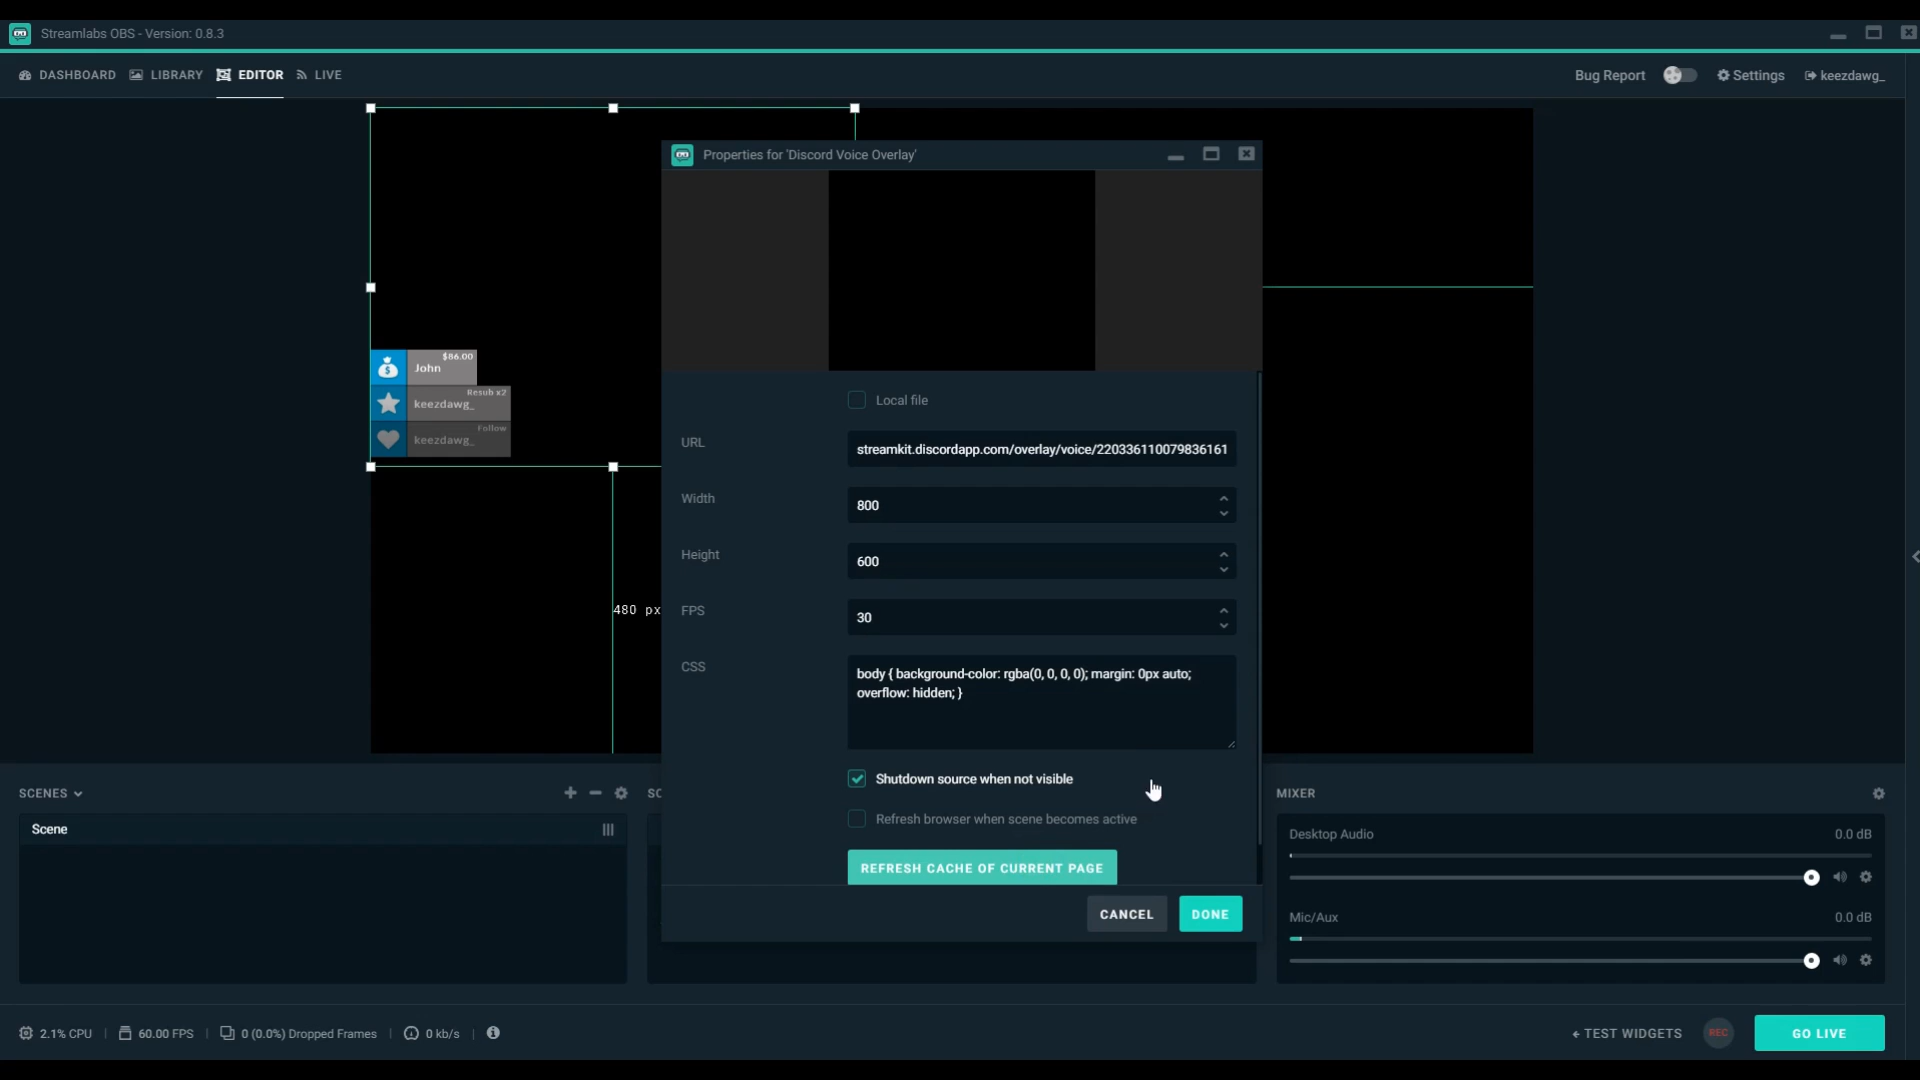 Streamlabs OBS - Version: 0.8.3
DASHBOARD
LIBRARY
EDITOR
LIVE
Bug Report
Settings
keezdawg_
Properties for 'Discord Voice Overlay'
$86.00
John
Resub x2
keezdawg_
Follow
keezdawg_
480 px
Local file
URL
streamkit.discordapp.com/overlay/voice/220336110079836161
Width
800
Height
600
FPS
30
CSS
body { background-color: rgba(0, 0, 0, 0); margin: 0px auto;
overflow: hidden; }
Shutdown source when not visible
Refresh browser when scene becomes active
REFRESH CACHE OF CURRENT PAGE
CANCEL
DONE
SCENES
Scene
SO
MIXER
Desktop Audio
0.0 dB
Mic/Aux
0.0 dB
2.1% CPU
60.00 FPS
0 (0.0%) Dropped Frames
0 kb/s
TEST WIDGETS
REC
GO LIVE